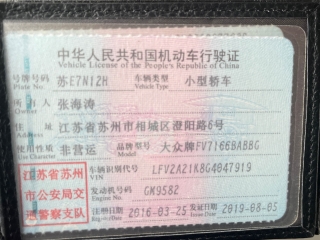 中华人民共和国机动车行驶证
Vehicle License of the People's Republic of China
号牌号码 苏E7N12H 车辆类型 小型轿车
Plate No. Vehicle Type
所有人 张海涛
Owner
住址 江苏省苏州市相城区澄阳路6号
Address
使用性质 非营运 品牌型号 大众牌FV7166BABBG
Use Character Model
江苏省苏州市公安局交通警察支队
车辆识别代号 LFV2A21K8G4047919
VIN
发动机号码 GK9582
Engine No.
注册日期 2016-03-25 发证日期 2019-08-05
Register Date Issue Date